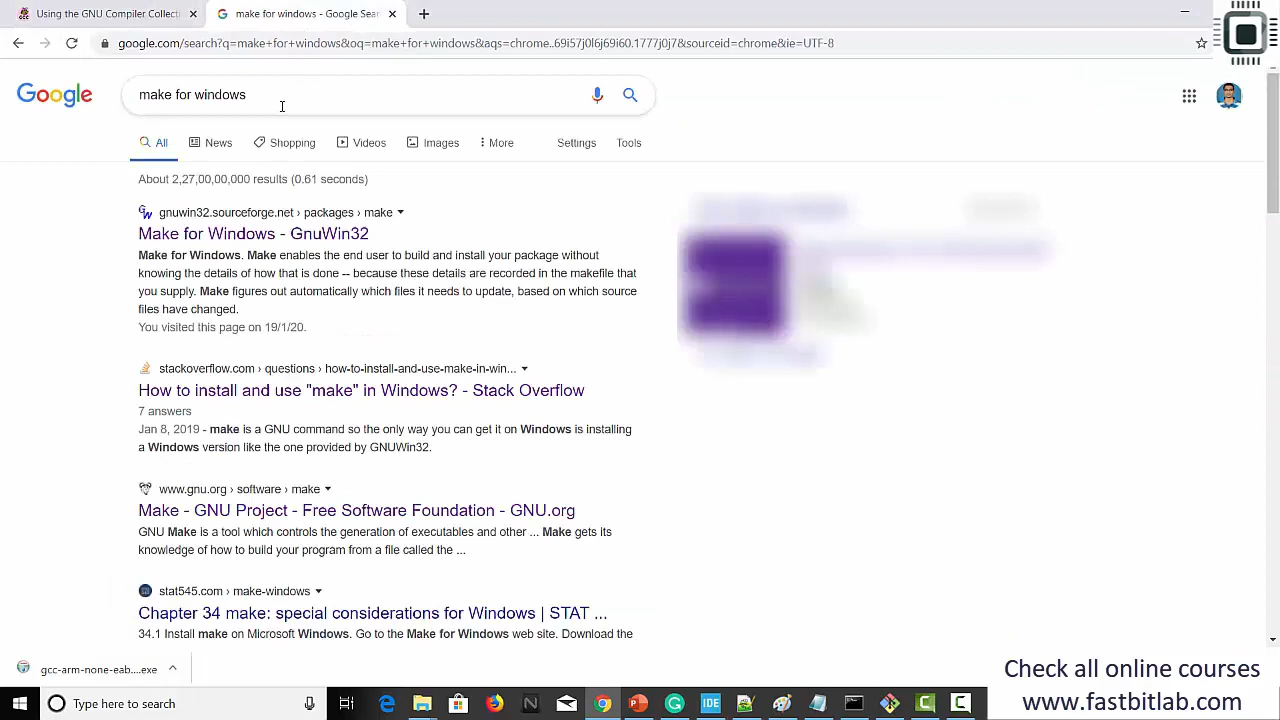 Using the GNU Compiler Collecti
make for windows - Google Sear
google.com/search?q=make+for+windows&oq=make+for+windows&aqs=
57j0l6j69i60.1777j0j7&sourceid=chrome&ie=UTF-
Google
make for windows
All
News
Shopping
Videos
Images
More
Settings
Tools
About 2,27,00,00,000 results (0.61 seconds)
gnuwin32.sourceforge.net › packages › make
Make for Windows - GnuWin32
Make for Windows. Make enables the end user to build and install your package without
knowing the details of how that is done -- because these details are recorded in the makefile that
you supply. Make figures out automatically which files it needs to update, based on which source
files have changed.
You visited this page on 19/1/20.
stackoverflow.com › questions › how-to-install-and-use-make-in-win...
How to install and use "make" in Windows? - Stack Overflow
7 answers
Jan 8, 2019 - make is a GNU command so the only way you can get it on Windows is installing
a Windows version like the one provided by GNUWin32.
www.gnu.org › software › make
Make - GNU Project - Free Software Foundation - GNU.org
GNU Make is a tool which controls the generation of executables and other ... Make gets its
knowledge of how to build your program from a file called the ...
stat545.com › make-windows
Chapter 34 make: special considerations for Windows | STAT ...
34.1 Install make on Microsoft Windows. Go to the Make for Windows web site. Download the
gcc-arm-none-eab....exe
Type here to search
IDE
Check all online courses
www.fastbitlab.com